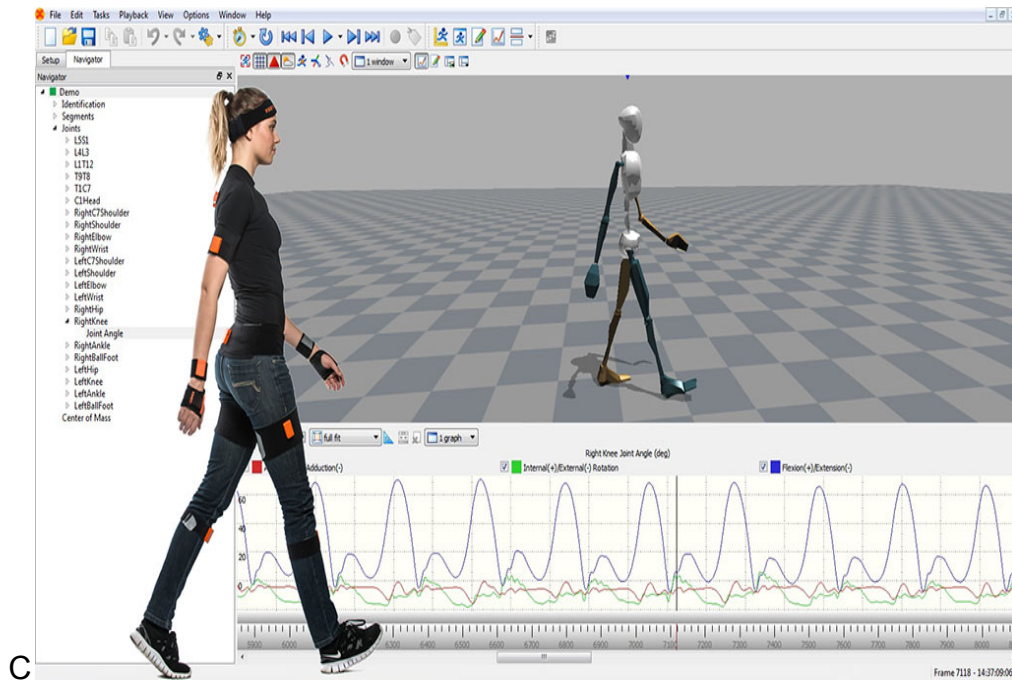 File Edit Tasks Playback View Options Window Help
Setup Navigator
1 window
Navigator
Demo
Identification
Segments
Joints
L5S1
L4L3
L1T12
T9T8
T1C7
C1Head
RightC7Shoulder
RightShoulder
RightElbow
RightWrist
LeftC7Shoulder
LeftShoulder
LeftElbow
LeftWrist
RightHip
RightKnee
Joint Angle
RightAnkle
RightBallFoot
LeftHip
LeftKnee
LeftAnkle
LeftBallFoot
Center of Mass
full fit 1 graph
Right Knee Joint Angle (deg)
Adduction(-) Internal(+)/External(-) Rotation Flexion(+)/Extension(-)
60
40
20
0
5900 6000 6300 6400 6500 6600 6700 6800 6900 7000 7100 7200 7300 7400 7500 7600 7700 7800 7900 8000
Frame 7118 - 14:37:09:06
C